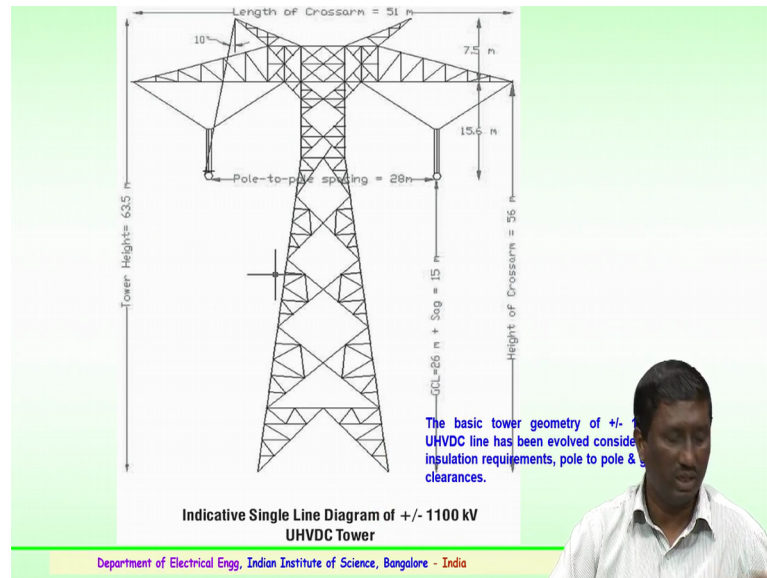 Length of Crossarm = 51 m
10°
7.5 m
15.6 m
Pole-to-pole spacing = 28m
Tower Height= 63.5 m
GCL=26 m + Sag = 15 m
Height of Crossarm = 56 m
The basic tower geometry of +/-
UHVDC line has been evolved
insulation requirements, pole to pole &
clearances.
Indicative Single Line Diagram of +/- 1100 kV
UHVDC Tower
Department of Electrical Engg, Indian Institute of Science, Bangalore - India